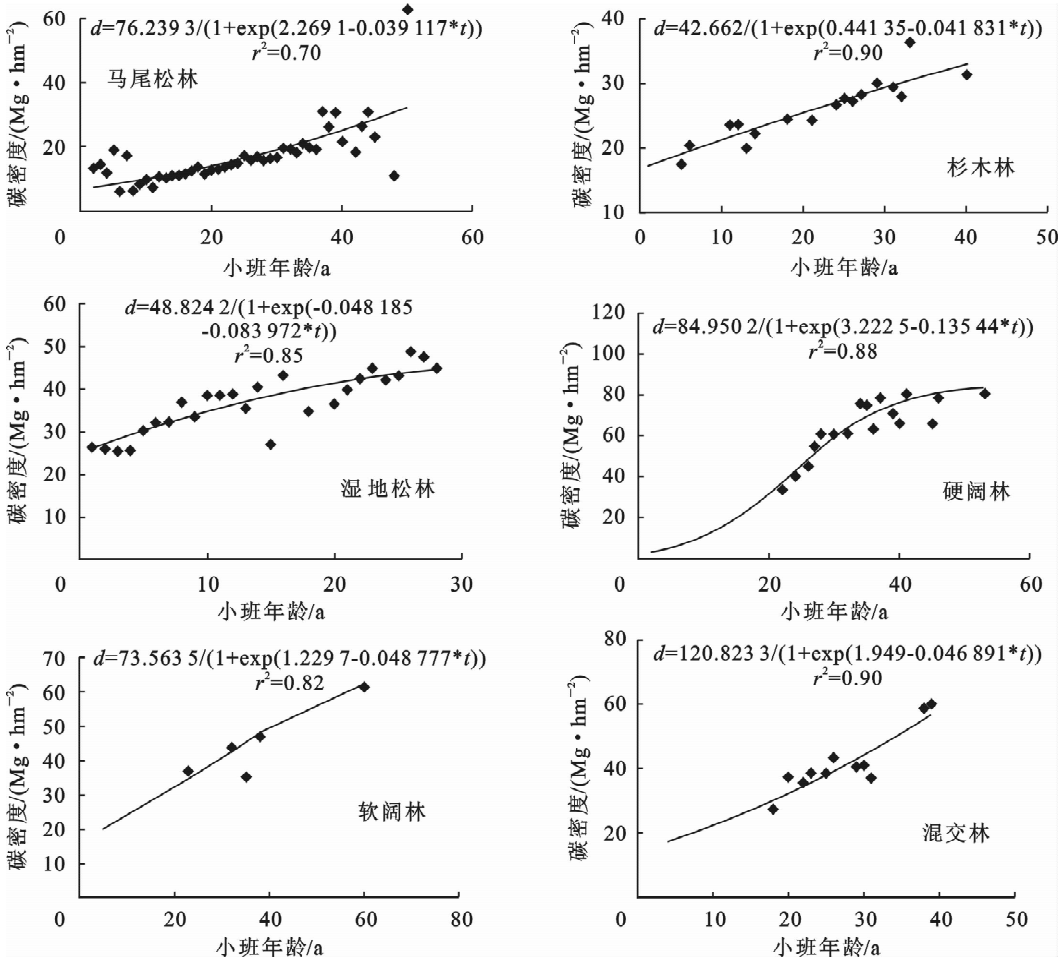 d=76.239 3/(1+exp(2.269 1-0.039 117*t))
r²=0.70
马尾松林
碳密度/(Mg·hm⁻²)
60
40
20
0
20
40
60
小班年龄/a
d=42.662/(1+exp(0.441 35-0.041 831*t))
r²=0.90
杉木林
碳密度/(Mg·hm⁻²)
40
30
20
10
0
10
20
30
40
50
小班年龄/a
d=48.824 2/(1+exp(-0.048 185
-0.083 972*t))
r²=0.85
湿地松林
碳密度/(Mg·hm⁻²)
60
50
40
30
20
10
0
10
20
30
小班年龄/a
d=84.950 2/(1+exp(3.222 5-0.135 44*t))
r²=0.88
硬阔林
碳密度/(Mg·hm⁻²)
120
100
80
60
40
20
0
20
40
60
小班年龄/a
d=73.563 5/(1+exp(1.229 7-0.048 777*t))
r²=0.82
软阔林
碳密度/(Mg·hm⁻²)
70
60
50
40
30
20
10
0
20
40
60
80
小班年龄/a
d=120.823 3/(1+exp(1.949-0.046 891*t))
r²=0.90
混交林
碳密度/(Mg·hm⁻²)
80
60
40
20
0
10
20
30
40
50
小班年龄/a